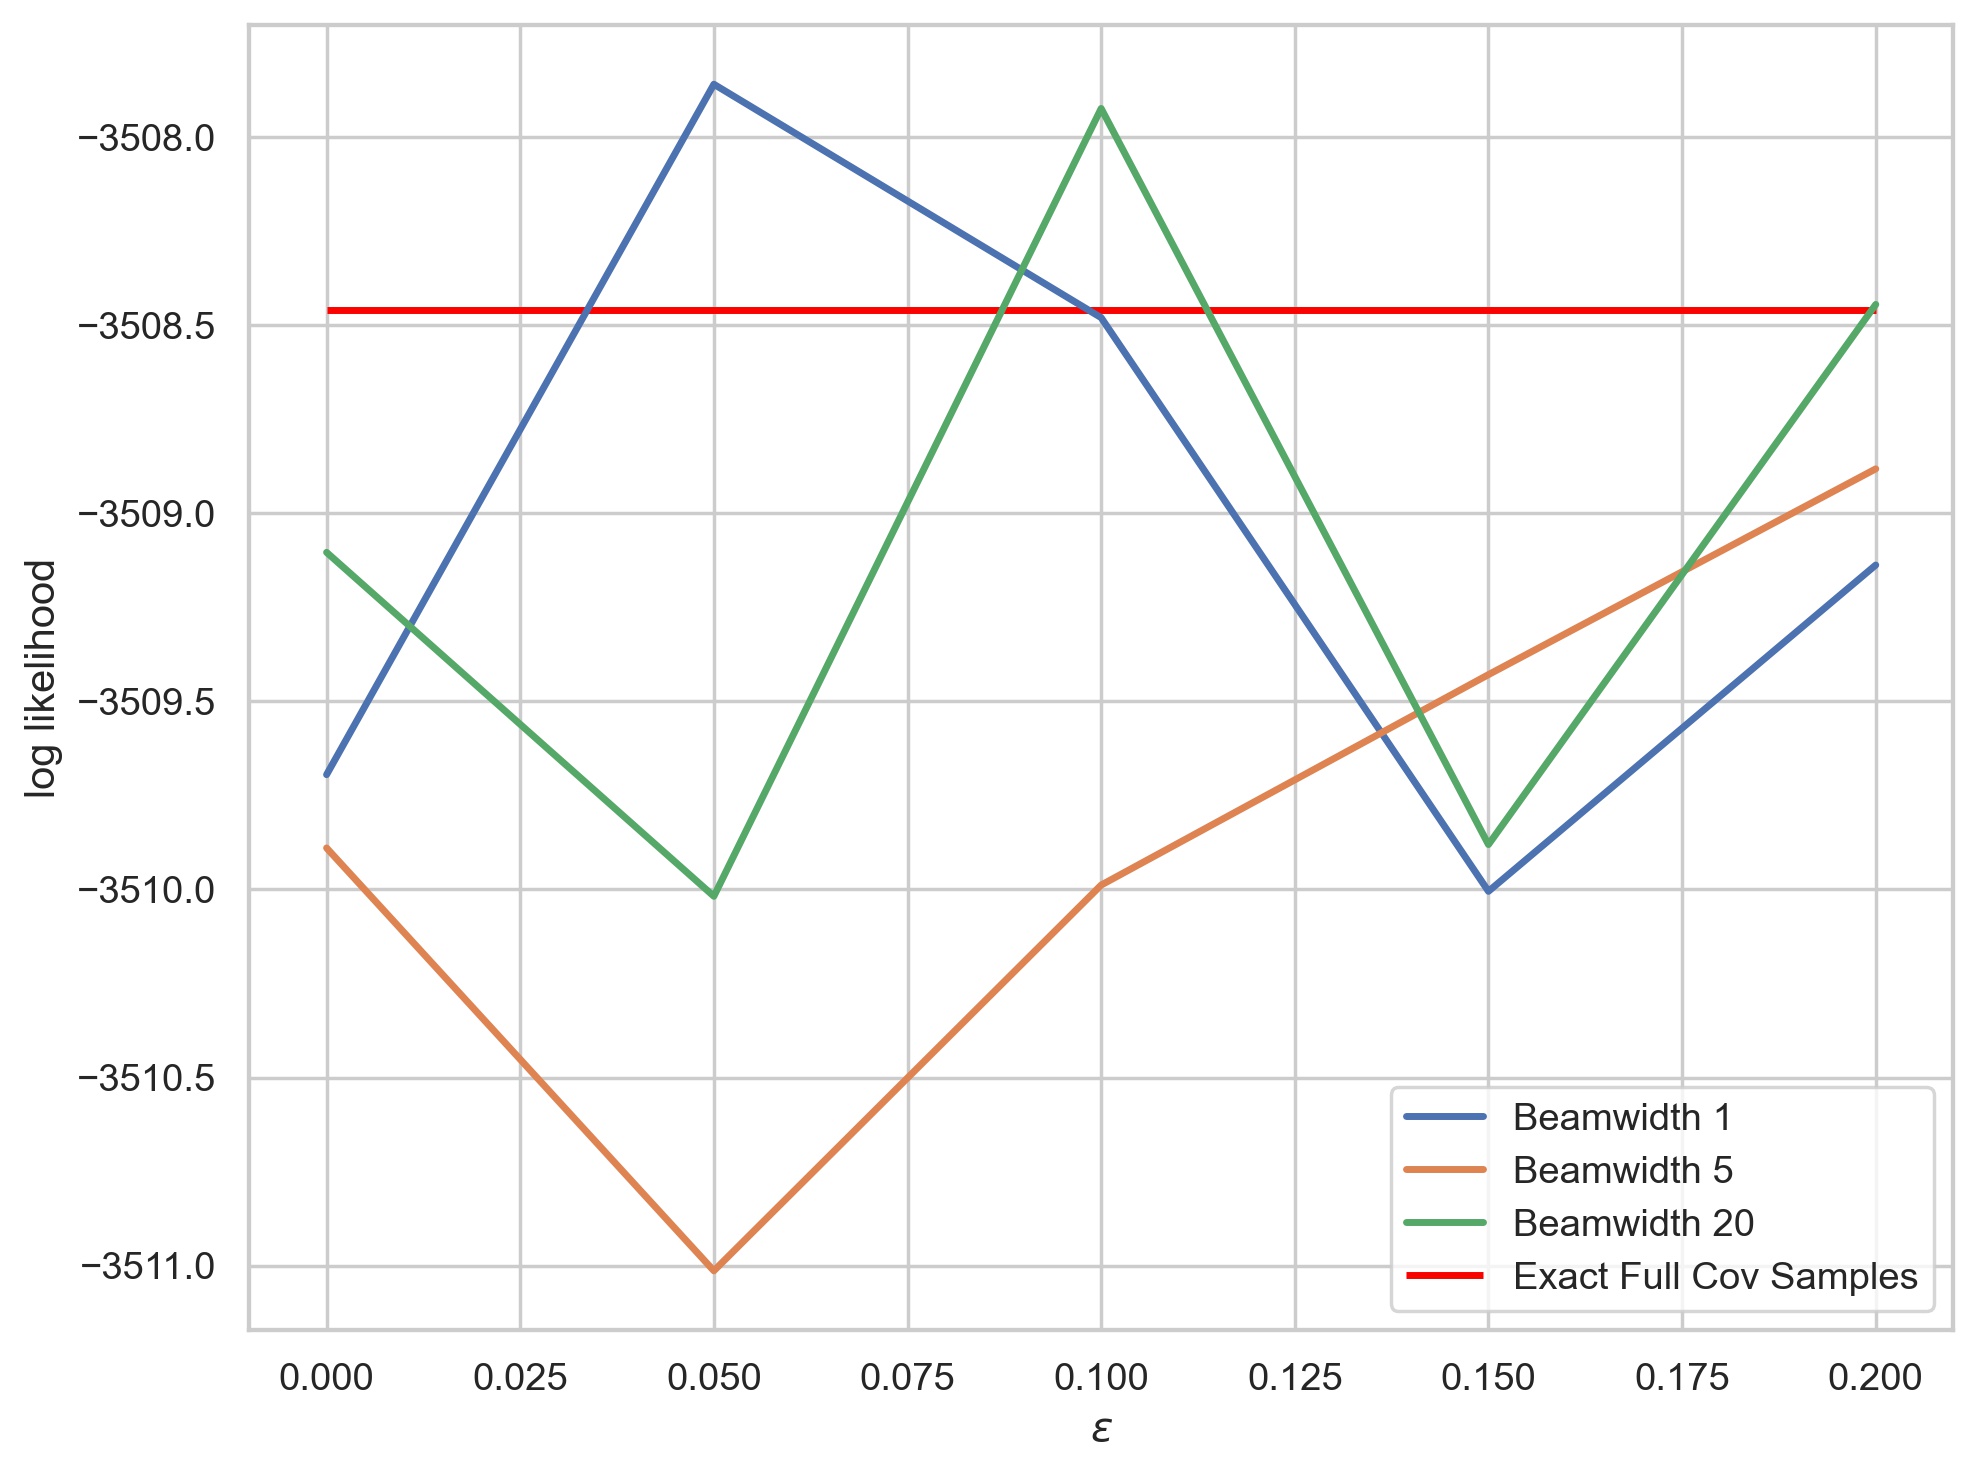 −3508.0
−3508.5
−3509.0
−3509.5
−3510.0
−3510.5
−3511.0
log likelihood
0.000 0.025 0.050 0.075 0.100 0.125 0.150 0.175 0.200
ε
Beamwidth 1
Beamwidth 5
Beamwidth 20
Exact Full Cov Samples